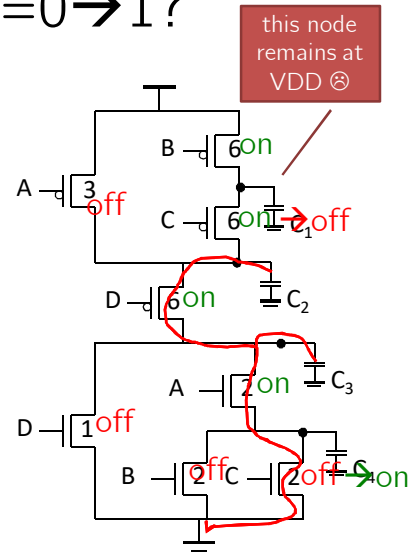 =0→1?
this node
remains at
VDD ☹
B 6 on
A 3 off
C 6 on →off
C1
D 6 on
C2
C3
A 2 on
D 1 off
B 2 off
C 2 off →on
C4